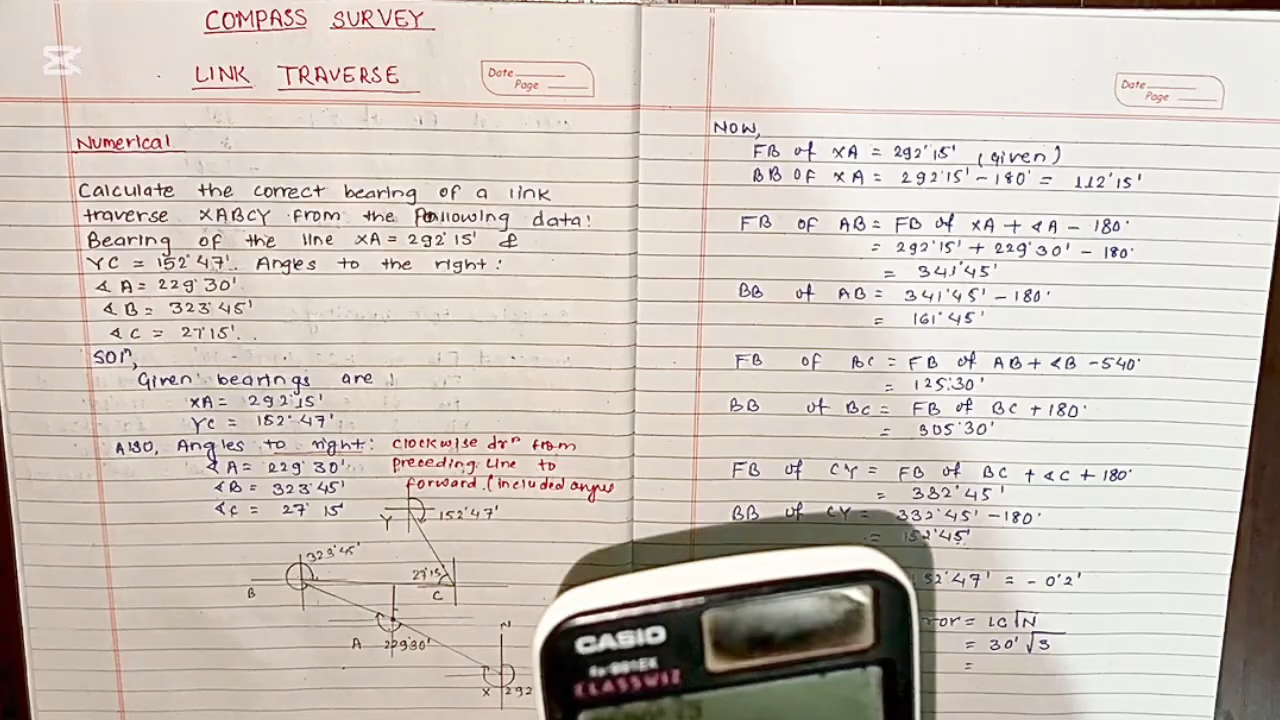 COMPASS SURVEY
LINK TRAVERSE
Date
Page
Numerical
Calculate the correct bearing of a link
traverse XABCY from the following data:
Bearing of the line XA = 292°15' &
YC = 152°47'. Angles to the right:
∢ A = 229°30'
∢ B = 323°45'
∢ C = 27°15'.
Solⁿ,
Given bearings are :
XA = 292°15'
YC = 152°47'
Also, Angles to right: clockwise drⁿ from
∢A = 229°30' preceding line to
∢B = 323°45' forward. (included angles
∢C = 27°15'
Y 152°47'
323°45'
27°15'
B C
A 229°30'
N
X 292
Date
Page
Now,
FB of XA = 292°15' (given)
BB OF XA = 292°15' - 180° = 112°15'
FB OF AB = FB of XA + ∢A - 180°
= 292°15' + 229°30' - 180°
= 341°45'
BB of AB = 341°45' - 180°
= 161°45'
FB of BC = FB of AB + ∢B - 540°
= 125°30'
BB of BC = FB of BC + 180°
= 305°30'
FB of CY = FB of BC + ∢C + 180°
= 332°45'
BB of CY = 332°45' - 180°
= 152°45'
152°47' = - 0°2'
ror = LC√N
= 30'√3
=
CASIO
fx-991EX
CLASSWIZ